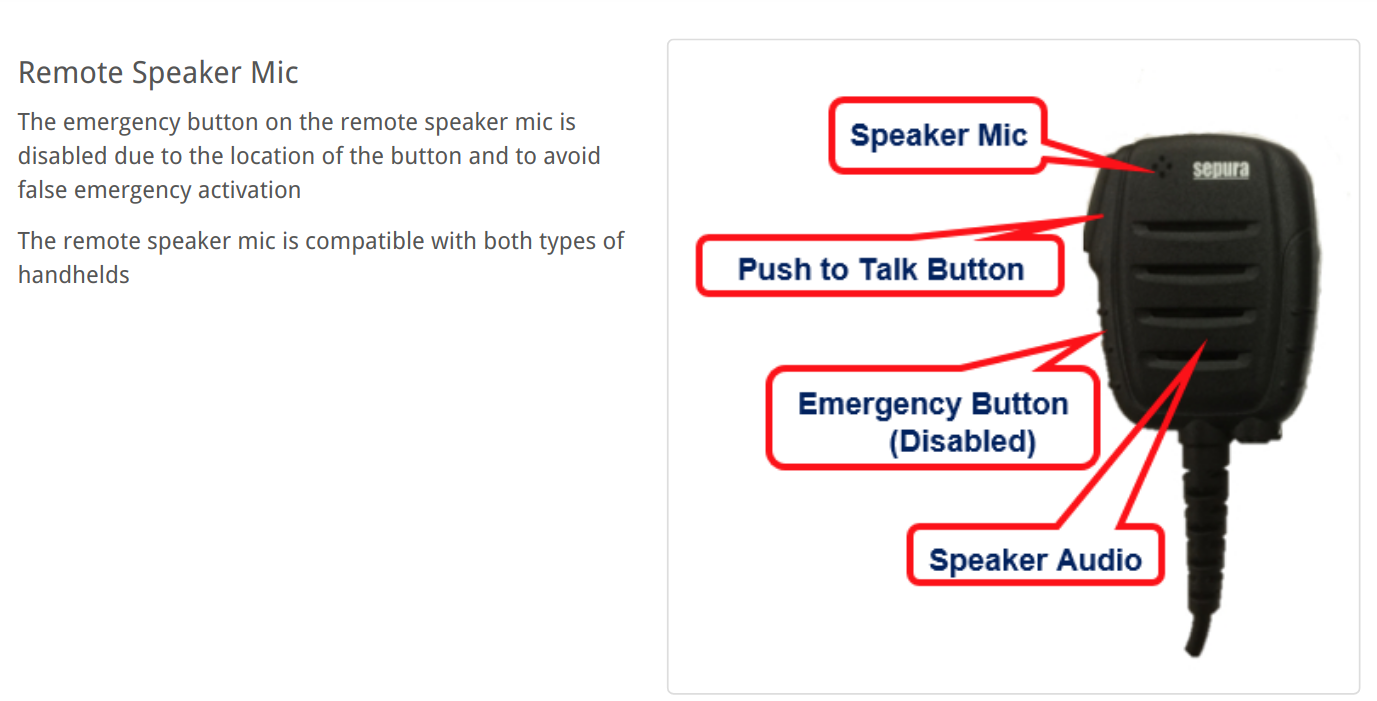 Remote Speaker Mic
The emergency button on the remote speaker mic is
disabled due to the location of the button and to avoid
false emergency activation
The remote speaker mic is compatible with both types of
handhelds
Speaker Mic
sepura
Push to Talk Button
Emergency Button
(Disabled)
Speaker Audio